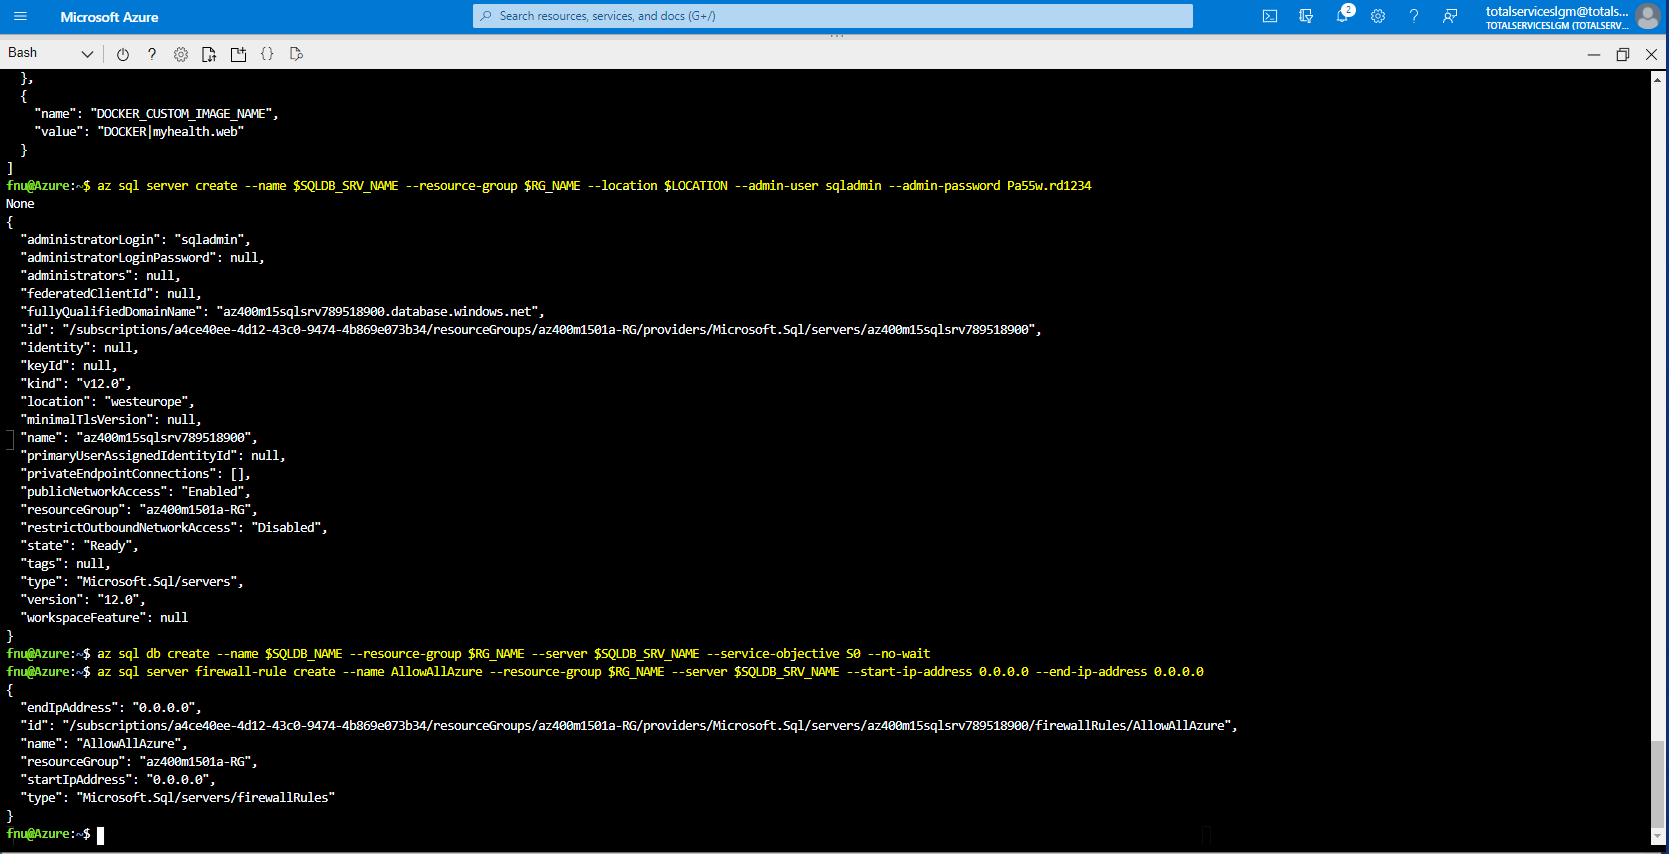 Microsoft Azure
Search resources, services, and docs (G+/)
2
totalserviceslgm@totals...
TOTALSERVICESLGM (TOTALSERV...
Bash
},
{
"name": "DOCKER_CUSTOM_IMAGE_NAME",
"value": "DOCKER|myhealth.web"
}
]
fnu@Azure:~$ az sql server create --name $SQLDB_SRV_NAME --resource-group $RG_NAME --location $LOCATION --admin-user sqladmin --admin-password Pa55w.rd1234
None
{
"administratorLogin": "sqladmin",
"administratorLoginPassword": null,
"administrators": null,
"federatedClientId": null,
"fullyQualifiedDomainName": "az400m15sqlsrv789518900.database.windows.net",
"id": "/subscriptions/a4ce40ee-4d12-43c0-9474-4b869e073b34/resourceGroups/az400m1501a-RG/providers/Microsoft.Sql/servers/az400m15sqlsrv789518900",
"identity": null,
"keyId": null,
"kind": "v12.0",
"location": "westeurope",
"minimalTlsVersion": null,
"name": "az400m15sqlsrv789518900",
"primaryUserAssignedIdentityId": null,
"privateEndpointConnections": [],
"publicNetworkAccess": "Enabled",
"resourceGroup": "az400m1501a-RG",
"restrictOutboundNetworkAccess": "Disabled",
"state": "Ready",
"tags": null,
"type": "Microsoft.Sql/servers",
"version": "12.0",
"workspaceFeature": null
}
fnu@Azure:~$ az sql db create --name $SQLDB_NAME --resource-group $RG_NAME --server $SQLDB_SRV_NAME --service-objective S0 --no-wait
fnu@Azure:~$ az sql server firewall-rule create --name AllowAllAzure --resource-group $RG_NAME --server $SQLDB_SRV_NAME --start-ip-address 0.0.0.0 --end-ip-address 0.0.0.0
{
"endIpAddress": "0.0.0.0",
"id": "/subscriptions/a4ce40ee-4d12-43c0-9474-4b869e073b34/resourceGroups/az400m1501a-RG/providers/Microsoft.Sql/servers/az400m15sqlsrv789518900/firewallRules/AllowAllAzure",
"name": "AllowAllAzure",
"resourceGroup": "az400m1501a-RG",
"startIpAddress": "0.0.0.0",
"type": "Microsoft.Sql/servers/firewallRules"
}
fnu@Azure:~$